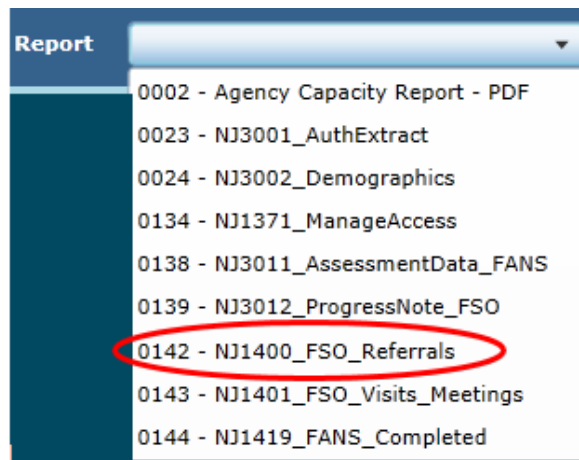 Report
0002 - Agency Capacity Report - PDF
0023 - NJ3001_AuthExtract
0024 - NJ3002_Demographics
0134 - NJ1371_ManageAccess
0138 - NJ3011_AssessmentData_FANS
0139 - NJ3012_ProgressNote_FSO
0142 - NJ1400_FSO_Referrals
0143 - NJ1401_FSO_Visits_Meetings
0144 - NJ1419_FANS_Completed